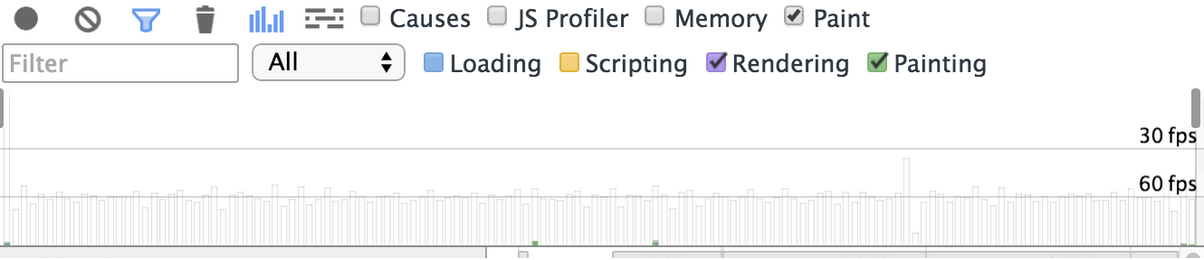 Causes JS Profiler Memory Paint
Filter All Loading Scripting Rendering Painting
30 fps
60 fps